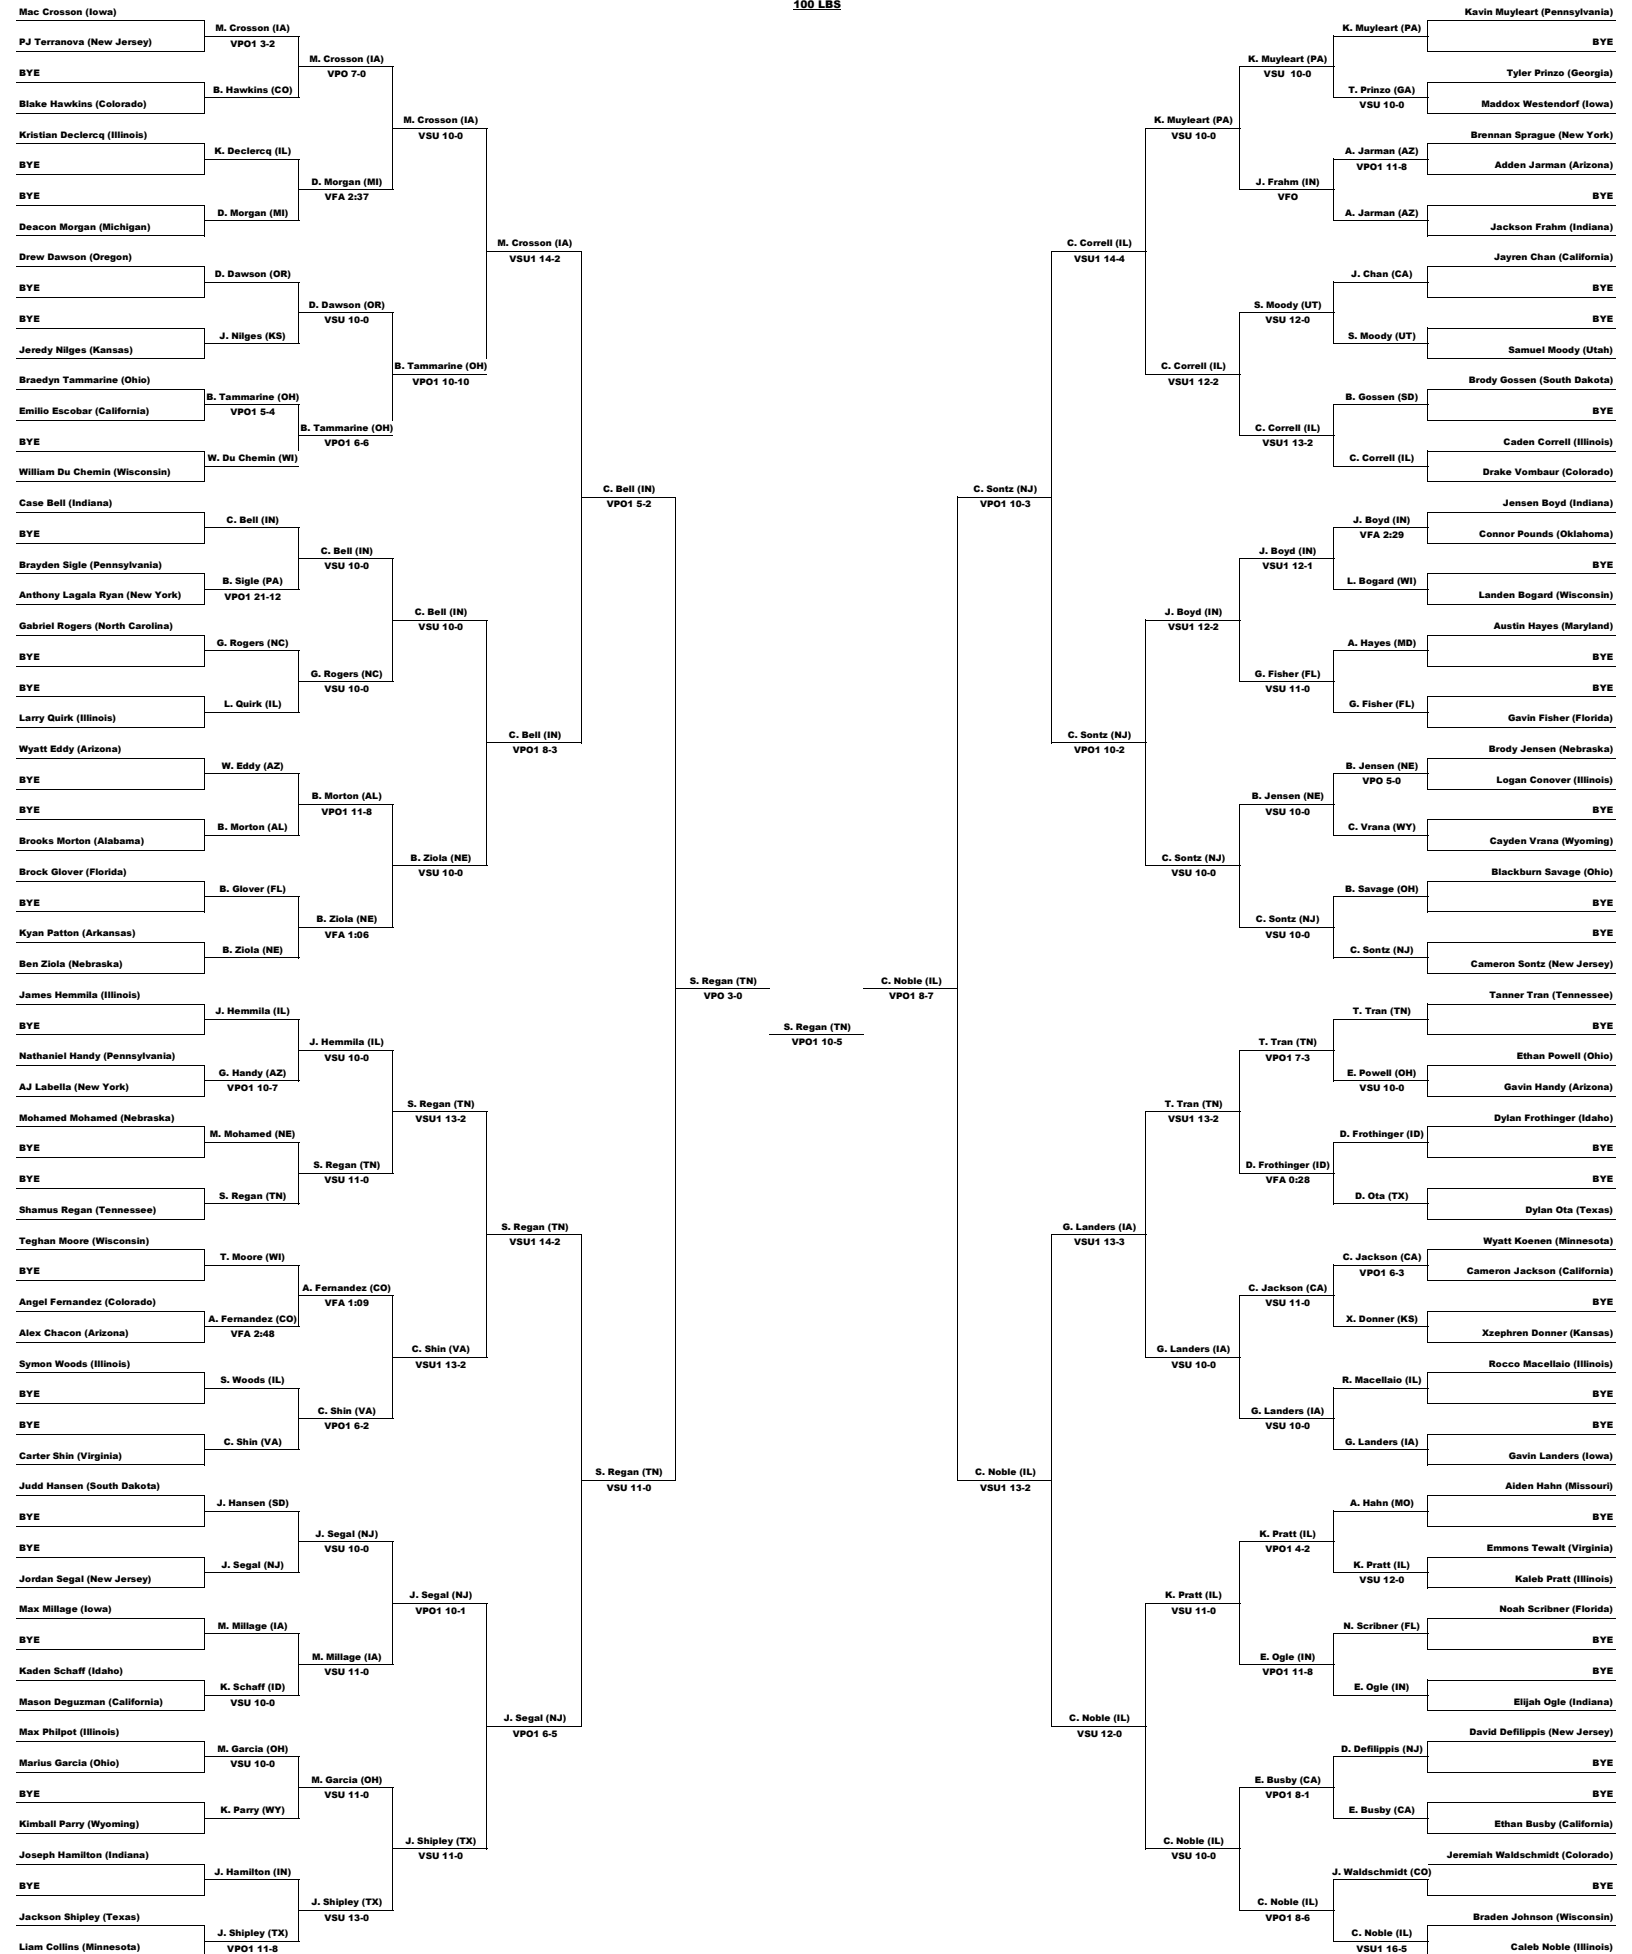 100 LBS
Mac Crosson (Iowa)
PJ Terranova (New Jersey)
BYE
Blake Hawkins (Colorado)
Kristian Declercq (Illinois)
BYE
BYE
Deacon Morgan (Michigan)
Drew Dawson (Oregon)
BYE
BYE
Jeredy Nilges (Kansas)
Braedyn Tammarine (Ohio)
Emilio Escobar (California)
BYE
William Du Chemin (Wisconsin)
Case Bell (Indiana)
BYE
Brayden Sigle (Pennsylvania)
Anthony Lagala Ryan (New York)
Gabriel Rogers (North Carolina)
BYE
BYE
Larry Quirk (Illinois)
Wyatt Eddy (Arizona)
BYE
BYE
Brooks Morton (Alabama)
Brock Glover (Florida)
BYE
Kyan Patton (Arkansas)
Ben Ziola (Nebraska)
James Hemmila (Illinois)
BYE
Nathaniel Handy (Pennsylvania)
AJ Labella (New York)
Mohamed Mohamed (Nebraska)
BYE
BYE
Shamus Regan (Tennessee)
Teghan Moore (Wisconsin)
BYE
Angel Fernandez (Colorado)
Alex Chacon (Arizona)
Symon Woods (Illinois)
BYE
BYE
Carter Shin (Virginia)
Judd Hansen (South Dakota)
BYE
BYE
Jordan Segal (New Jersey)
Max Millage (Iowa)
BYE
Kaden Schaff (Idaho)
Mason Deguzman (California)
Max Philpot (Illinois)
Marius Garcia (Ohio)
BYE
Kimball Parry (Wyoming)
Joseph Hamilton (Indiana)
BYE
Jackson Shipley (Texas)
Liam Collins (Minnesota)
M. Crosson (IA)
VPO1 3-2
B. Hawkins (CO)
K. Declercq (IL)
D. Morgan (MI)
D. Dawson (OR)
J. Nilges (KS)
B. Tammarine (OH)
VPO1 5-4
W. Du Chemin (WI)
C. Bell (IN)
B. Sigle (PA)
VPO1 21-12
G. Rogers (NC)
L. Quirk (IL)
W. Eddy (AZ)
B. Morton (AL)
B. Glover (FL)
B. Ziola (NE)
J. Hemmila (IL)
G. Handy (AZ)
VPO1 10-7
M. Mohamed (NE)
S. Regan (TN)
T. Moore (WI)
A. Fernandez (CO)
VFA 2:48
S. Woods (IL)
C. Shin (VA)
J. Hansen (SD)
J. Segal (NJ)
M. Millage (IA)
K. Schaff (ID)
VSU 10-0
M. Garcia (OH)
VSU 10-0
K. Parry (WY)
J. Hamilton (IN)
J. Shipley (TX)
VPO1 11-8
M. Crosson (IA)
VPO 7-0
D. Morgan (MI)
VFA 2:37
D. Dawson (OR)
VSU 10-0
B. Tammarine (OH)
VPO1 6-6
C. Bell (IN)
VSU 10-0
G. Rogers (NC)
VSU 10-0
B. Morton (AL)
VPO1 11-8
B. Ziola (NE)
VFA 1:06
J. Hemmila (IL)
VSU 10-0
S. Regan (TN)
VSU 11-0
A. Fernandez (CO)
VFA 1:09
C. Shin (VA)
VPO1 6-2
J. Segal (NJ)
VSU 10-0
M. Millage (IA)
VSU 11-0
M. Garcia (OH)
VSU 11-0
J. Shipley (TX)
VSU 13-0
M. Crosson (IA)
VSU 10-0
B. Tammarine (OH)
VPO1 10-10
C. Bell (IN)
VSU 10-0
B. Ziola (NE)
VSU 10-0
S. Regan (TN)
VSU1 13-2
C. Shin (VA)
VSU1 13-2
J. Segal (NJ)
VPO1 10-1
J. Shipley (TX)
VSU 11-0
M. Crosson (IA)
VSU1 14-2
C. Bell (IN)
VPO1 8-3
S. Regan (TN)
VSU1 14-2
J. Segal (NJ)
VPO1 6-5
C. Bell (IN)
VPO1 5-2
S. Regan (TN)
VSU 11-0
S. Regan (TN)
VPO 3-0
S. Regan (TN)
VPO1 10-5
C. Noble (IL)
VPO1 8-7
C. Sontz (NJ)
VPO1 10-3
C. Noble (IL)
VSU1 13-2
C. Correll (IL)
VSU1 14-4
C. Sontz (NJ)
VPO1 10-2
G. Landers (IA)
VSU1 13-3
C. Noble (IL)
VSU 12-0
K. Muyleart (PA)
VSU 10-0
C. Correll (IL)
VSU1 12-2
J. Boyd (IN)
VSU1 12-2
C. Sontz (NJ)
VSU 10-0
T. Tran (TN)
VSU1 13-2
G. Landers (IA)
VSU 10-0
K. Pratt (IL)
VSU 11-0
C. Noble (IL)
VSU 10-0
K. Muyleart (PA)
VSU 10-0
J. Frahm (IN)
VFO
S. Moody (UT)
VSU 12-0
C. Correll (IL)
VSU1 13-2
J. Boyd (IN)
VSU1 12-1
G. Fisher (FL)
VSU 11-0
B. Jensen (NE)
VSU 10-0
C. Sontz (NJ)
VSU 10-0
T. Tran (TN)
VPO1 7-3
D. Frothinger (ID)
VFA 0:28
C. Jackson (CA)
VSU 11-0
G. Landers (IA)
VSU 10-0
K. Pratt (IL)
VPO1 4-2
E. Ogle (IN)
VPO1 11-8
E. Busby (CA)
VPO1 8-1
C. Noble (IL)
VPO1 8-6
K. Muyleart (PA)
T. Prinzo (GA)
VSU 10-0
A. Jarman (AZ)
VPO1 11-8
A. Jarman (AZ)
J. Chan (CA)
S. Moody (UT)
B. Gossen (SD)
C. Correll (IL)
J. Boyd (IN)
VFA 2:29
L. Bogard (WI)
A. Hayes (MD)
G. Fisher (FL)
B. Jensen (NE)
VPO 5-0
C. Vrana (WY)
B. Savage (OH)
C. Sontz (NJ)
T. Tran (TN)
E. Powell (OH)
VSU 10-0
D. Frothinger (ID)
D. Ota (TX)
C. Jackson (CA)
VPO1 6-3
X. Donner (KS)
R. Macellaio (IL)
G. Landers (IA)
A. Hahn (MO)
K. Pratt (IL)
VSU 12-0
N. Scribner (FL)
E. Ogle (IN)
D. Defilippis (NJ)
E. Busby (CA)
J. Waldschmidt (CO)
C. Noble (IL)
VSU1 16-5
Kavin Muyleart (Pennsylvania)
BYE
Tyler Prinzo (Georgia)
Maddox Westendorf (Iowa)
Brennan Sprague (New York)
Adden Jarman (Arizona)
BYE
Jackson Frahm (Indiana)
Jayren Chan (California)
BYE
BYE
Samuel Moody (Utah)
Brody Gossen (South Dakota)
BYE
Caden Correll (Illinois)
Drake Vombaur (Colorado)
Jensen Boyd (Indiana)
Connor Pounds (Oklahoma)
BYE
Landen Bogard (Wisconsin)
Austin Hayes (Maryland)
BYE
BYE
Gavin Fisher (Florida)
Brody Jensen (Nebraska)
Logan Conover (Illinois)
BYE
Cayden Vrana (Wyoming)
Blackburn Savage (Ohio)
BYE
BYE
Cameron Sontz (New Jersey)
Tanner Tran (Tennessee)
BYE
Ethan Powell (Ohio)
Gavin Handy (Arizona)
Dylan Frothinger (Idaho)
BYE
BYE
Dylan Ota (Texas)
Wyatt Koenen (Minnesota)
Cameron Jackson (California)
BYE
Xzephren Donner (Kansas)
Rocco Macellaio (Illinois)
BYE
BYE
Gavin Landers (Iowa)
Aiden Hahn (Missouri)
BYE
Emmons Tewalt (Virginia)
Kaleb Pratt (Illinois)
Noah Scribner (Florida)
BYE
BYE
Elijah Ogle (Indiana)
David Defilippis (New Jersey)
BYE
BYE
Ethan Busby (California)
Jeremiah Waldschmidt (Colorado)
BYE
Braden Johnson (Wisconsin)
Caleb Noble (Illinois)